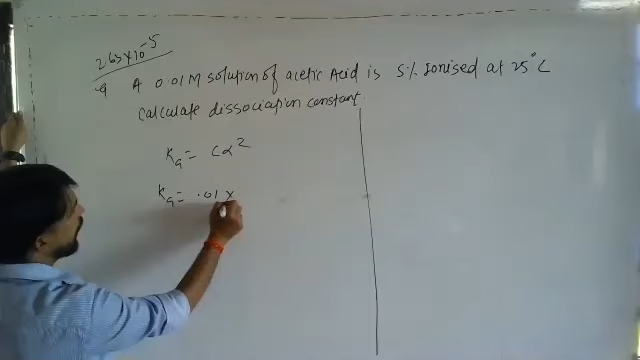 2.63×10⁻⁵
Q A 0.01M solution of acetic Acid is 5% Ionised at 25°C
Calculate dissociation constant.
Ka = Cα²
Ka = .01 ×